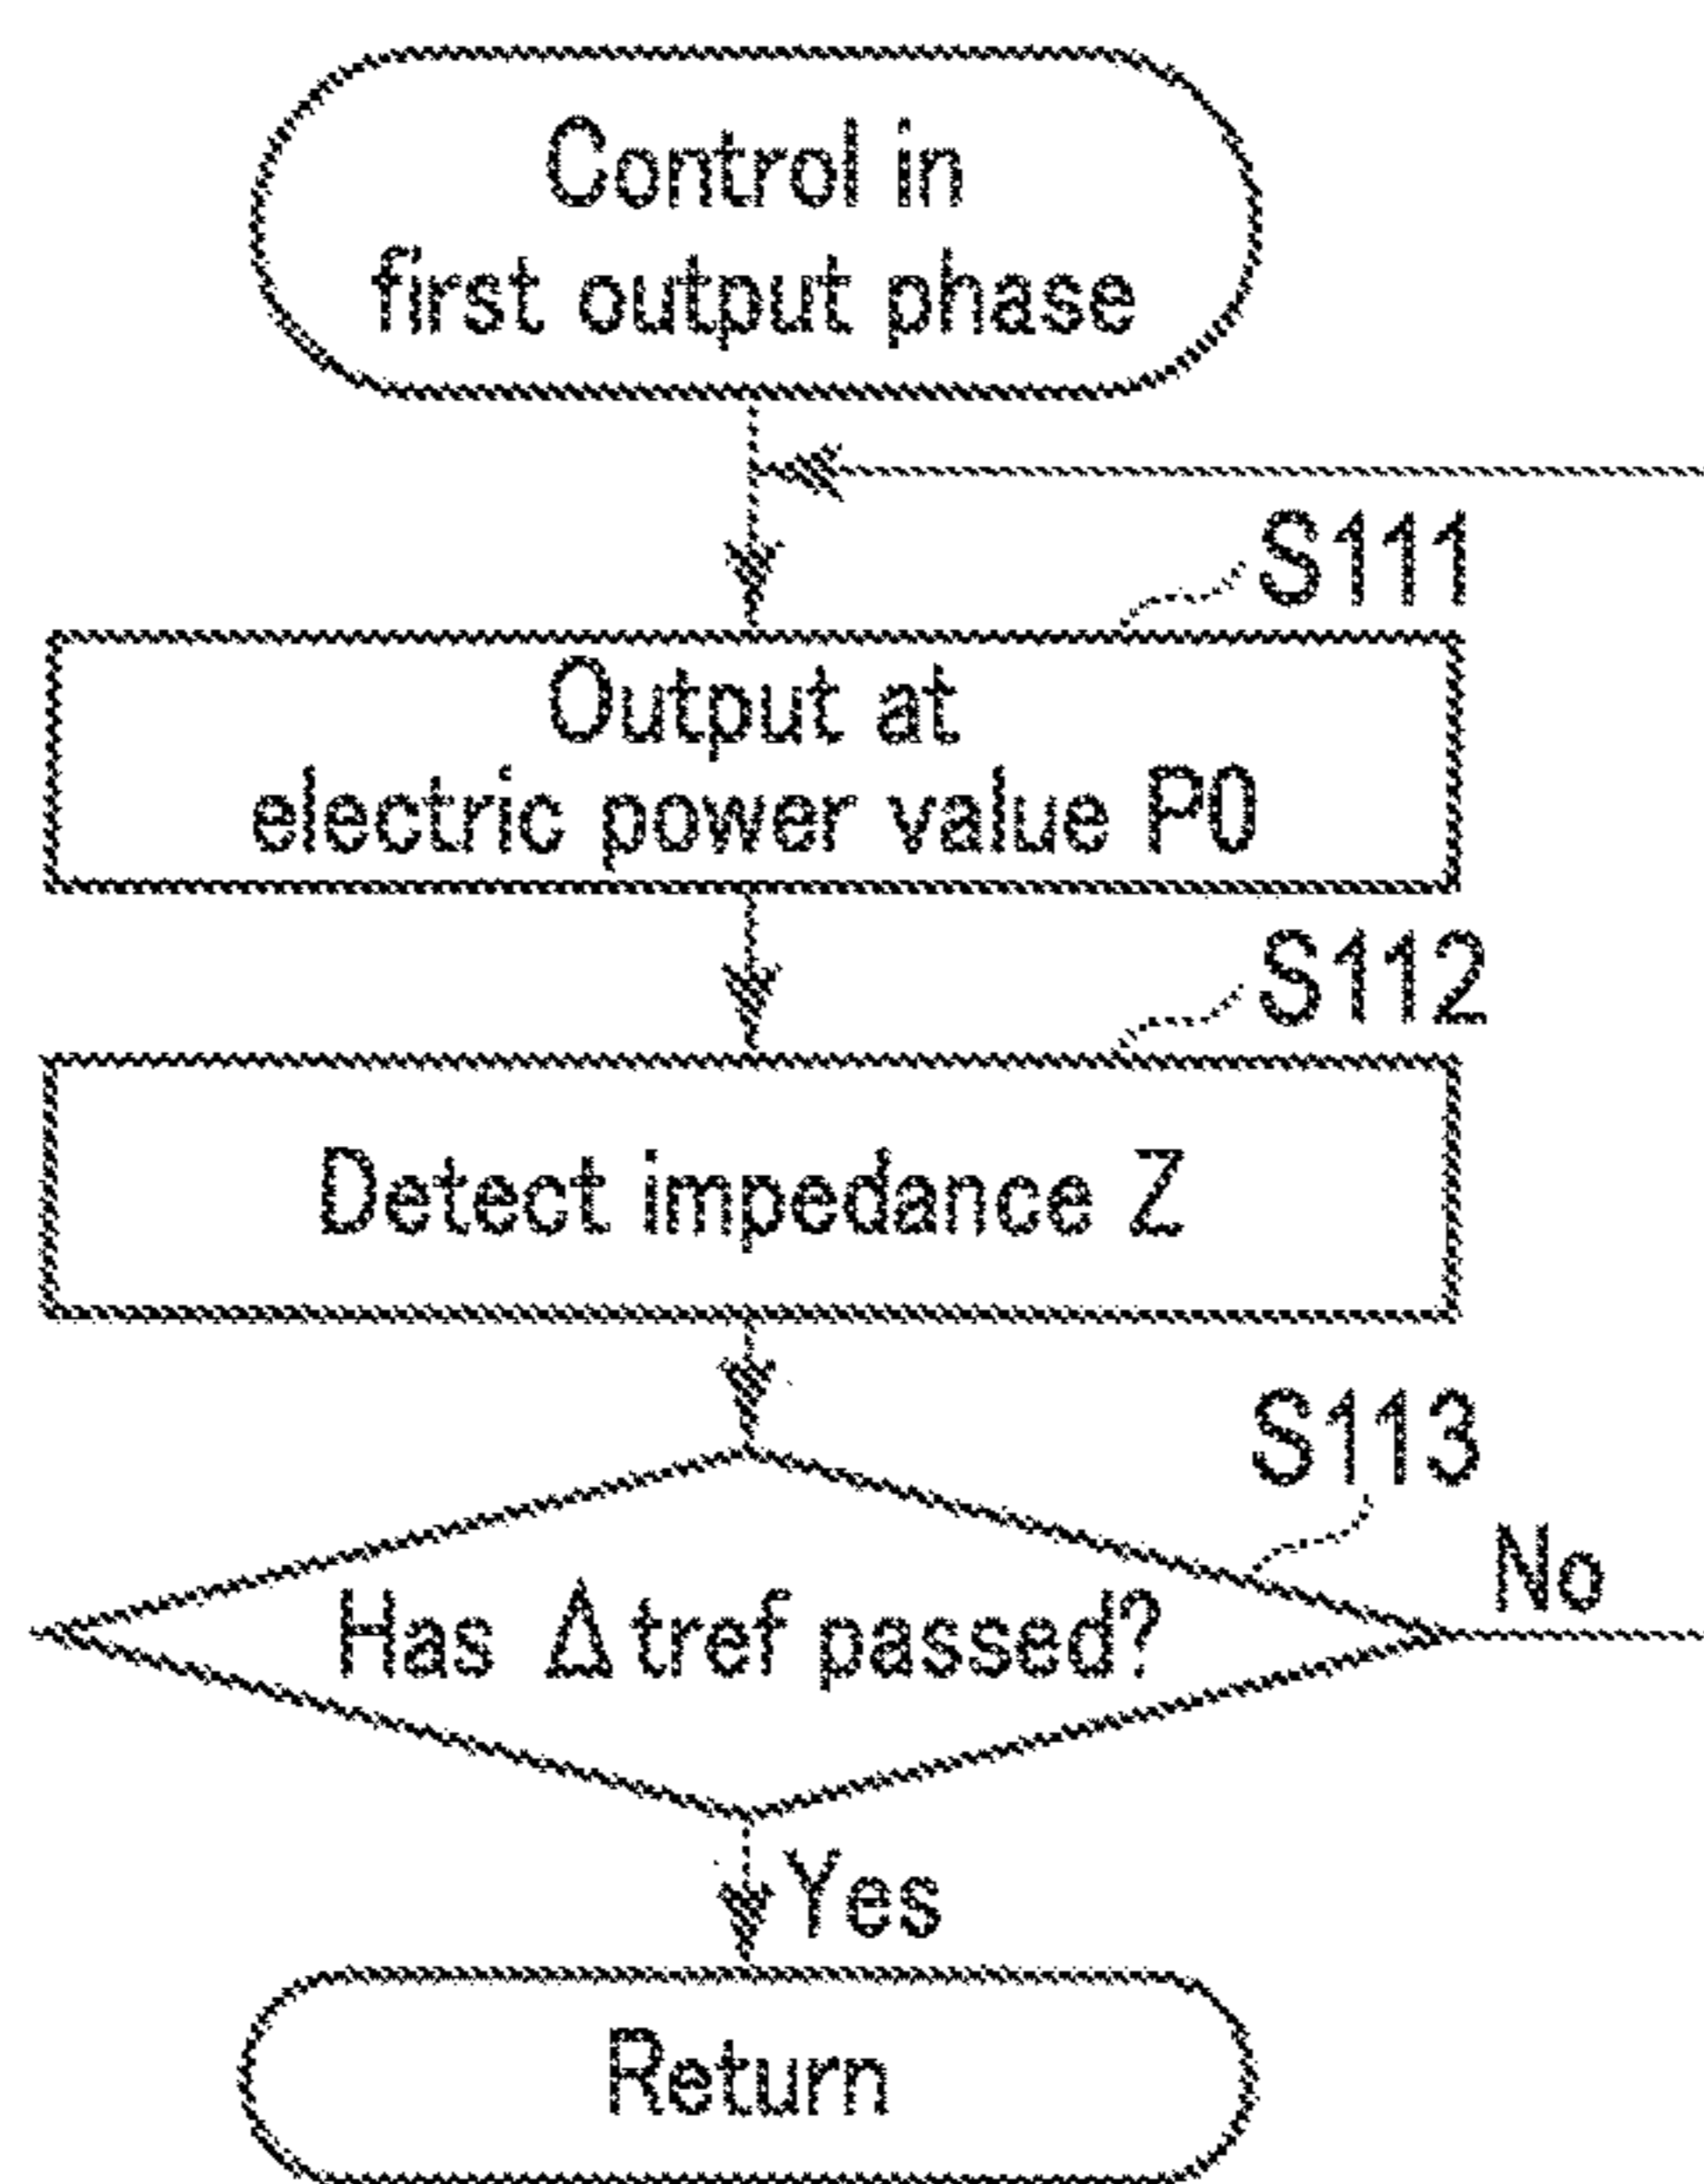 Control in
first output phase
S111
Output at
electric power value P0
S112
Detect impedance Z
S113
Has Δtref passed?
No
Yes
Return